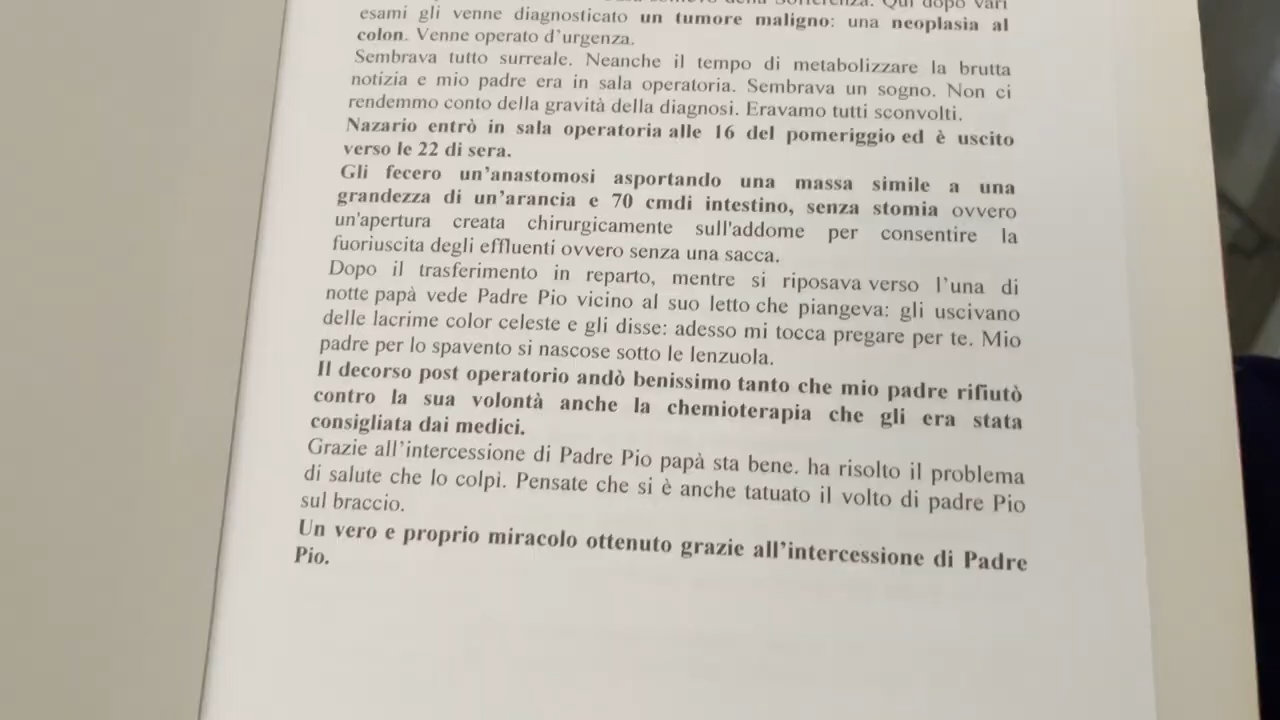 Qui dopo vari
esami gli venne diagnosticato un tumore maligno: una neoplasia al
colon. Venne operato d'urgenza.
Sembrava tutto surreale. Neanche il tempo di metabolizzare la brutta
notizia e mio padre era in sala operatoria. Sembrava un sogno. Non ci
rendemmo conto della gravità della diagnosi. Eravamo tutti sconvolti.
Nazario entrò in sala operatoria alle 16 del pomeriggio ed è uscito
verso le 22 di sera.
Gli fecero un'anastomosi asportando una massa simile a una
grandezza di un'arancia e 70 cmdi intestino, senza stomia ovvero
un'apertura creata chirurgicamente sull'addome per consentire la
fuoriuscita degli effluenti ovvero senza una sacca.
Dopo il trasferimento in reparto, mentre si riposava verso l'una di
notte papà vede Padre Pio vicino al suo letto che piangeva: gli uscivano
delle lacrime color celeste e gli disse: adesso mi tocca pregare per te. Mio
padre per lo spavento si nascose sotto le lenzuola.
Il decorso post operatorio andò benissimo tanto che mio padre rifiutò
contro la sua volontà anche la chemioterapia che gli era stata
consigliata dai medici.
Grazie all'intercessione di Padre Pio papà sta bene. ha risolto il problema
di salute che lo colpì. Pensate che si è anche tatuato il volto di padre Pio
sul braccio.
Un vero e proprio miracolo ottenuto grazie all'intercessione di Padre
Pio.